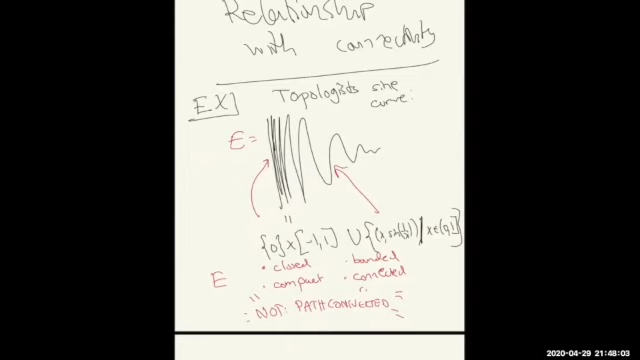 Relationship
with connectivity
EX] Topologists sine
curve:
E =
=
{0}×[-1,1] ∪ {(x, sin(1/x)) | x∈(0,1]}
E • closed • bounded
• compact • connected
NOT: PATH CONNECTED
2020-04-29 21:48:03